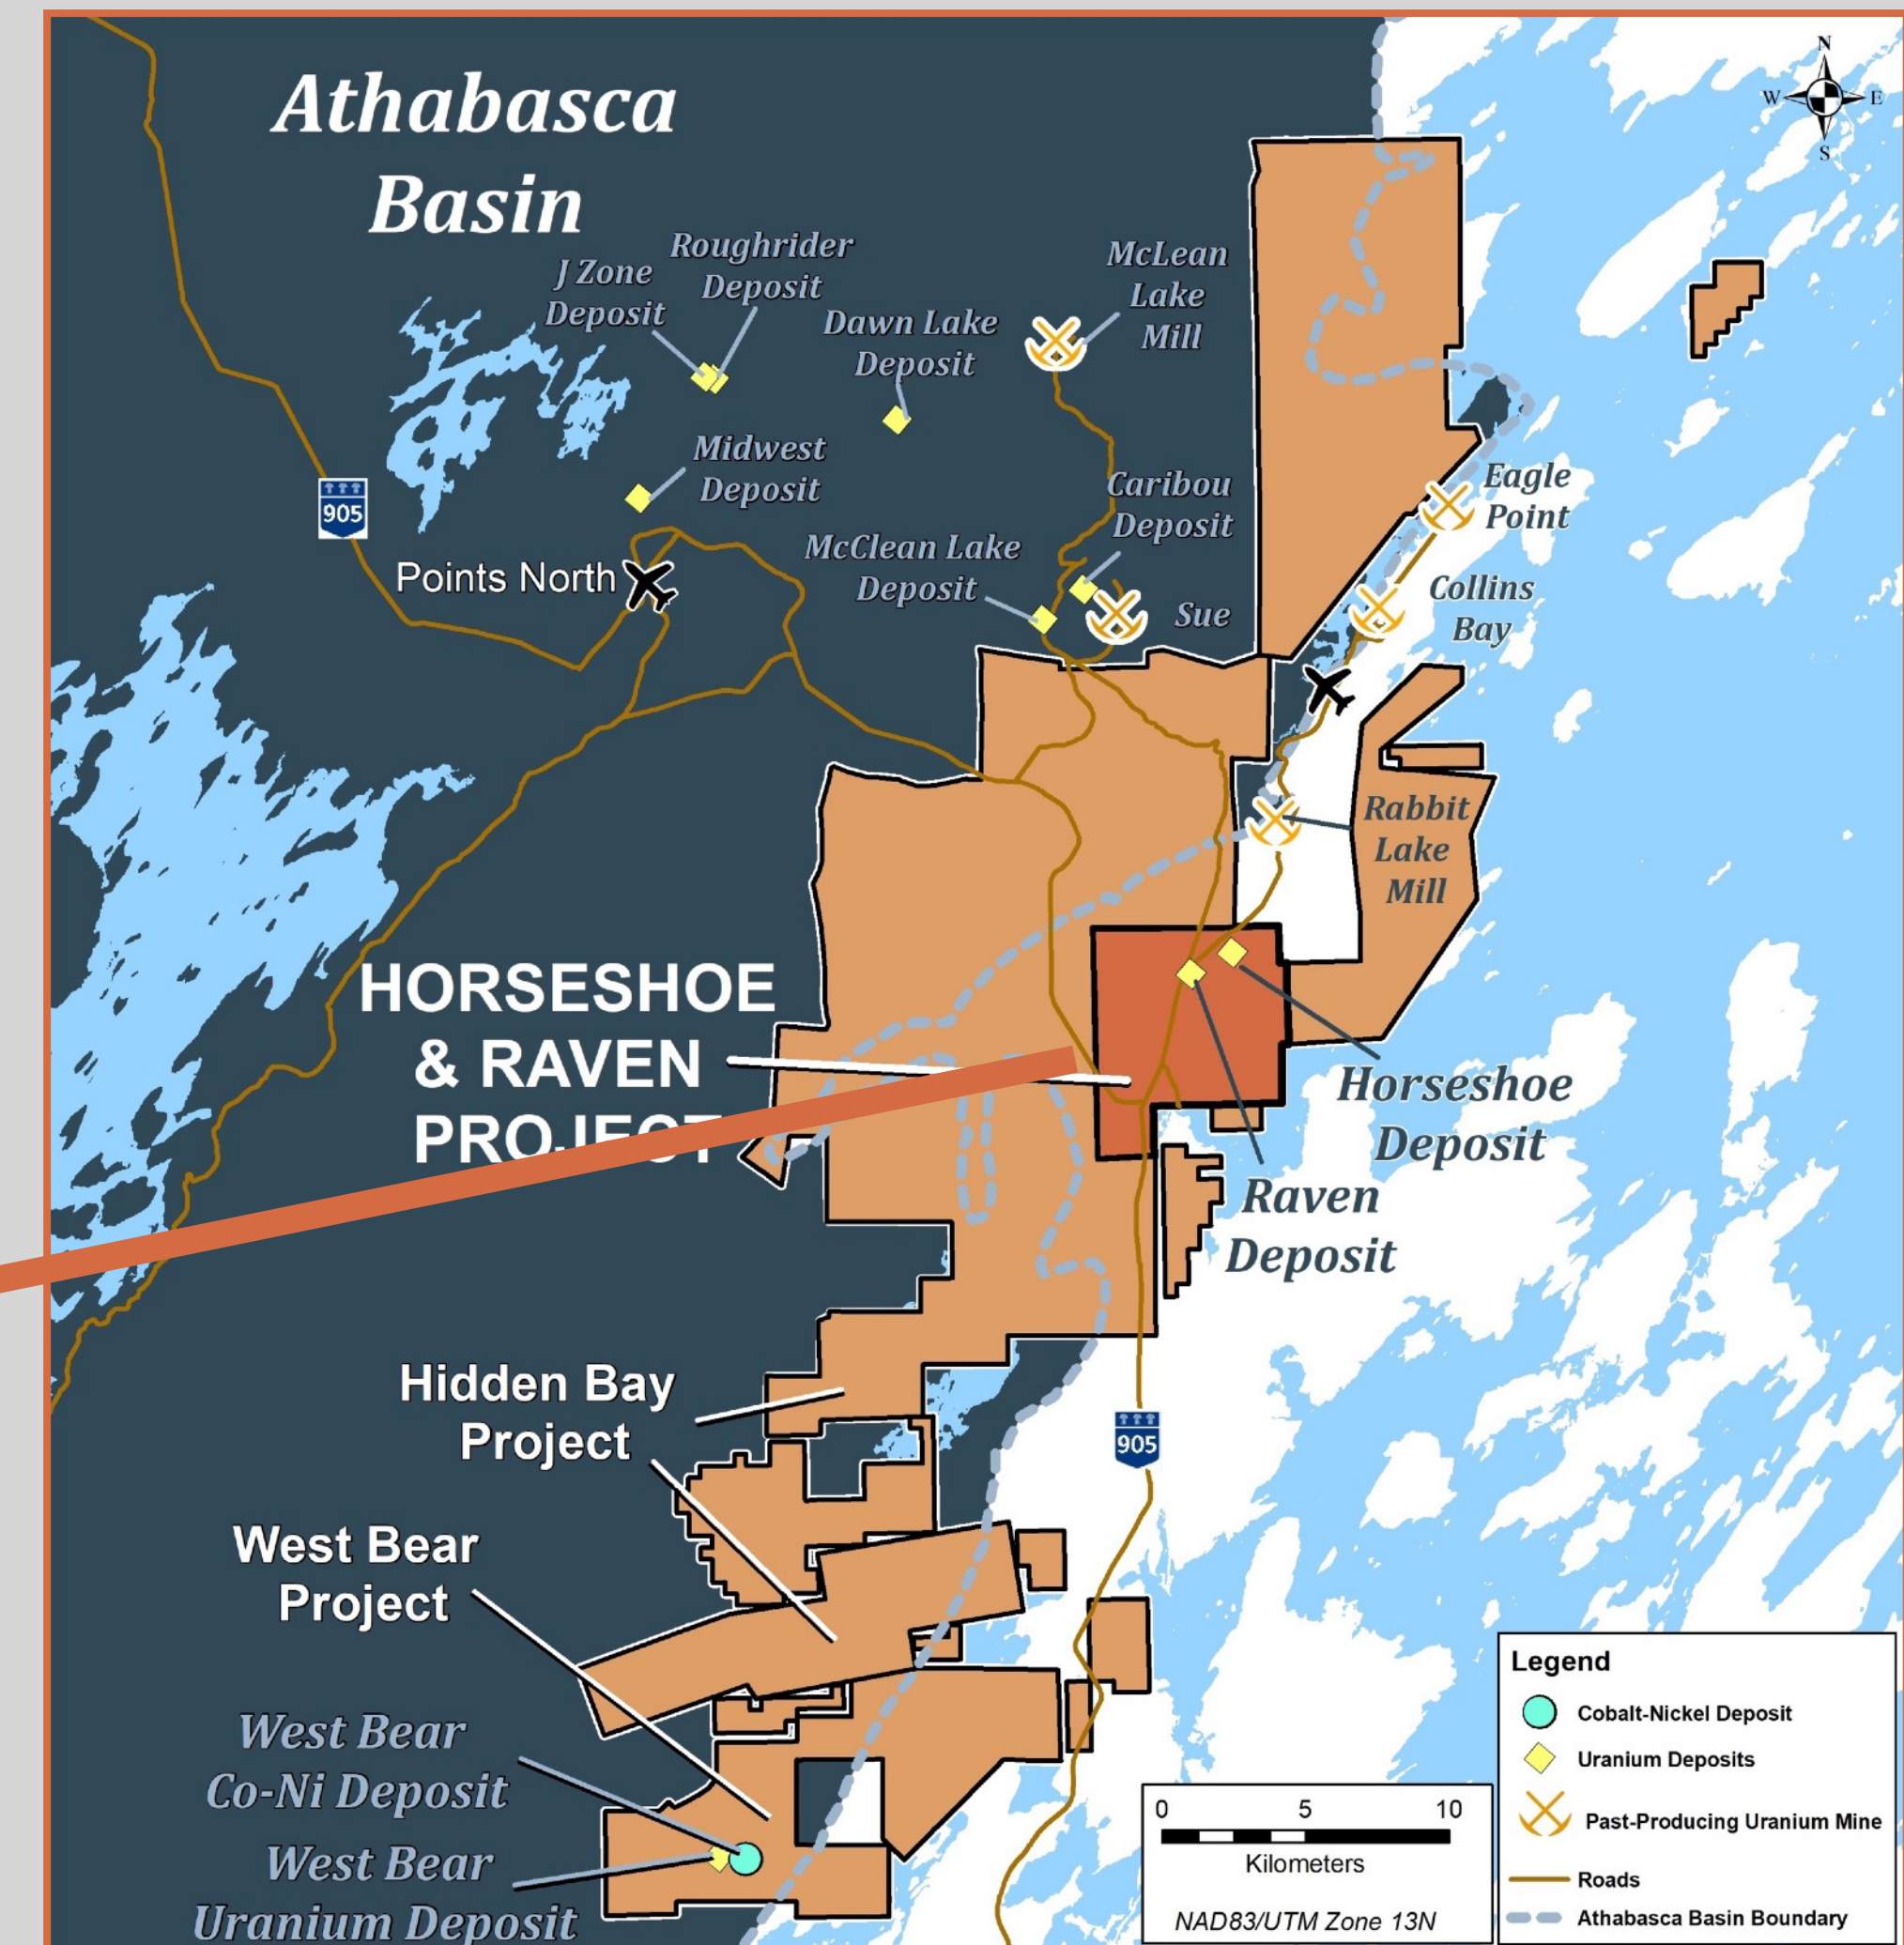 Athabasca
Basin
N
W
E
S
Roughrider
Deposit
J Zone
Deposit
McLean
Lake
Mill
Dawn Lake
Deposit
Midwest
Deposit
905
Caribou
Deposit
Eagle
Point
McClean Lake
Deposit
Points North
Sue
Collins
Bay
Rabbit
Lake
Mill
HORSESHOE
& RAVEN
PROJECT
Horseshoe
Deposit
Raven
Deposit
Hidden Bay
Project
905
West Bear
Project
West Bear
Co-Ni Deposit
West Bear
Uranium Deposit
0 5 10
Kilometers
NAD83/UTM Zone 13N
Legend
Cobalt-Nickel Deposit
Uranium Deposits
Past-Producing Uranium Mine
Roads
Athabasca Basin Boundary